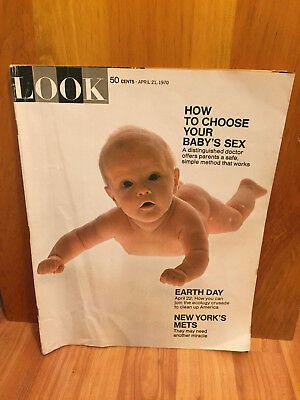 LOOK
50 CENTS · APRIL 21, 1970
HOW
TO CHOOSE
YOUR
BABY'S SEX
A distinguished doctor
offers parents a safe,
simple method that works
EARTH DAY
April 22: How you can
join the ecology crusade
to clean up America
NEW YORK'S
METS
They may need
another miracle